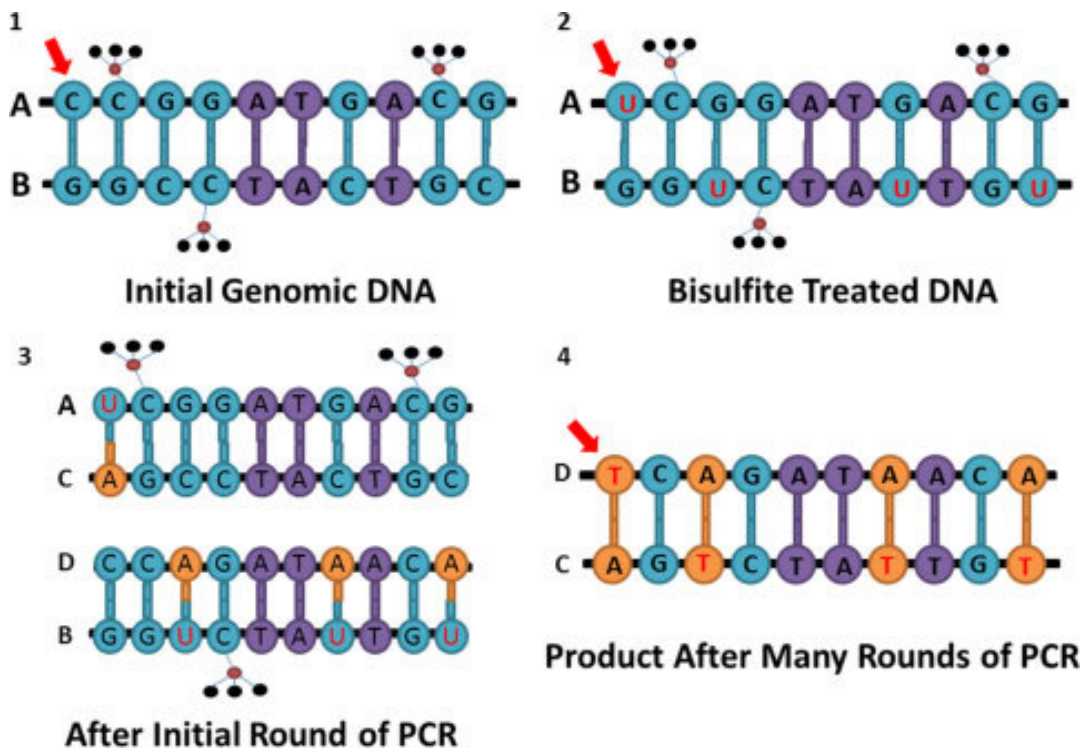 1
A C C G G A T G A C G
B G G C C T A C T G C
Initial Genomic DNA
2
A U C G G A T G A C G
B G G U C T A U T G U
Bisulfite Treated DNA
3
A U C G G A T G A C G
C A G C C T A C T G C
D C C A G A T A A C A
B G G U C T A U T G U
After Initial Round of PCR
4
D T C A G A T A A C A
C A G T C T A T T G T
Product After Many Rounds of PCR